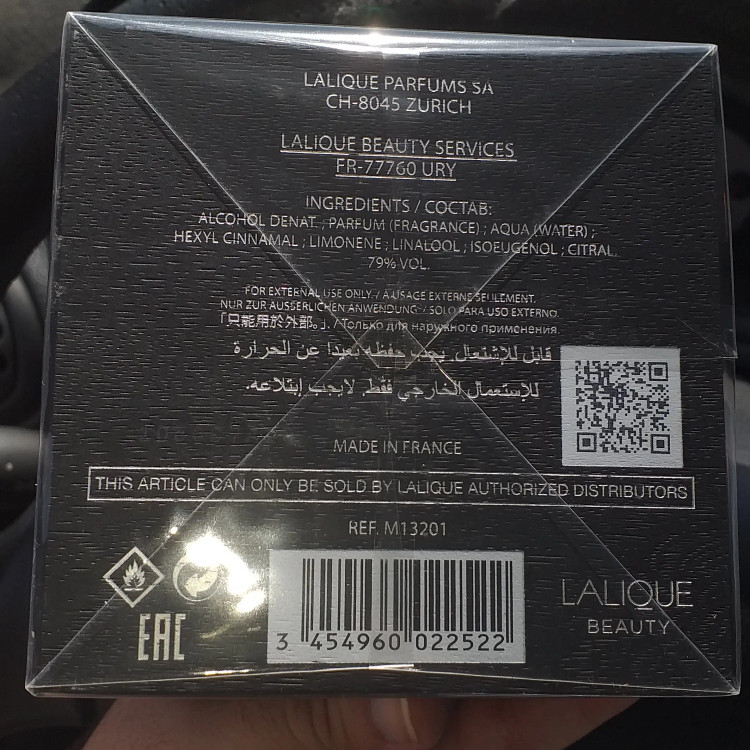 LALIQUE PARFUMS SA
CH-8045 ZURICH
LALIQUE BEAUTY SERVICES
FR-77760 URY
INGREDIENTS / СОСТАВ:
ALCOHOL DENAT. ; PARFUM (FRAGRANCE) ; AQUA (WATER) ;
HEXYL CINNAMAL ; LIMONENE ; LINALOOL ; ISOEUGENOL ; CITRAL.
79% VOL.
FOR EXTERNAL USE ONLY. / A USAGE EXTERNE SEULEMENT.
NUR ZUR AUSSERLICHEN ANWENDUNG / SOLO PARA USO EXTERNO.
「只能用於外部。」 / Только для наружного применения.
قابل للإشتعال. يجب حفظه بعيدا عن الحرارة
للإستعمال الخارجي فقط. لايجب إبتلاعه.
MADE IN FRANCE
THIS ARTICLE CAN ONLY BE SOLD BY LALIQUE AUTHORIZED DISTRIBUTORS
REF. M13201
EAC
3 454960 022522
LALIQUE
BEAUTY